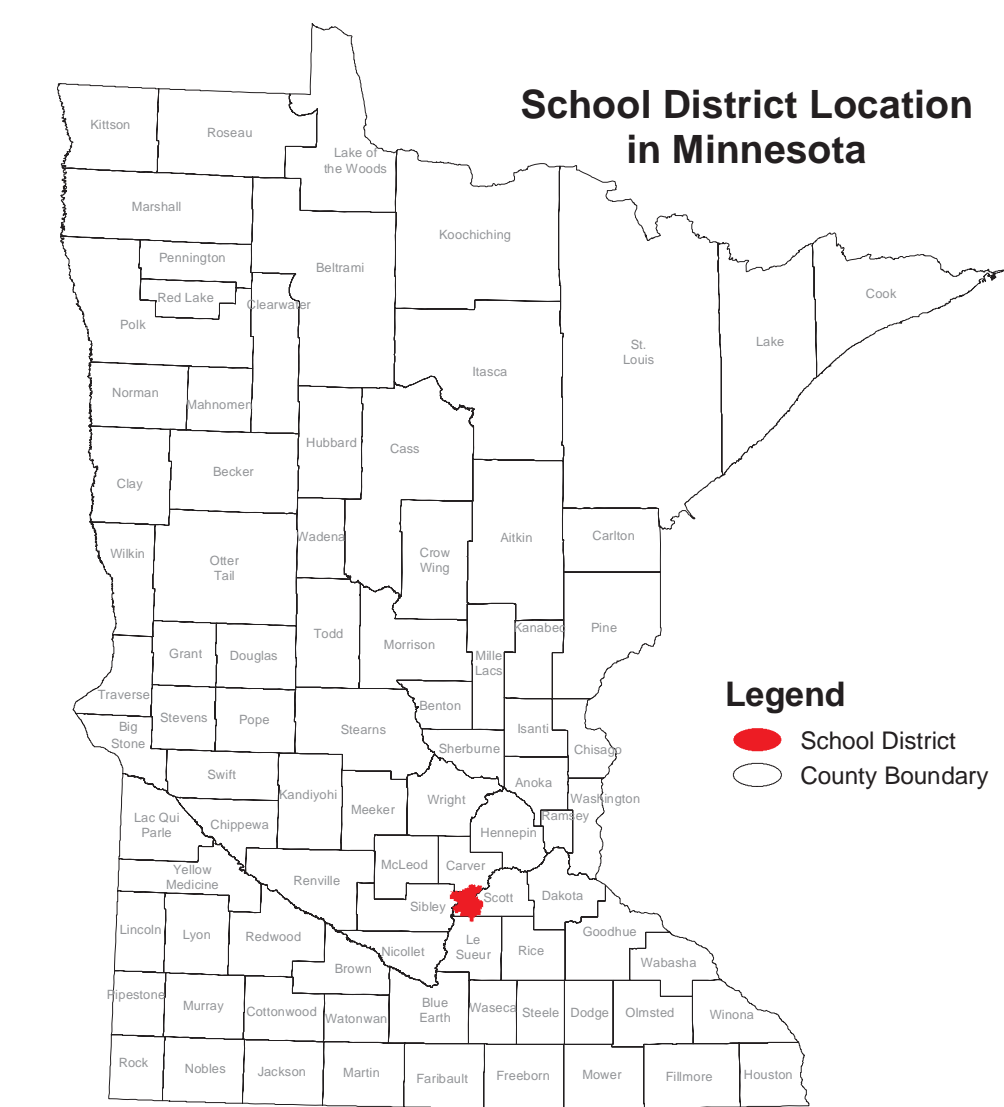 School District Location
in Minnesota
Kittson
Roseau
Lake of
the Woods
Marshall
Koochiching
Pennington
Beltrami
Red Lake
Clearwater
Cook
Polk
St.
Louis
Lake
Itasca
Norman
Mahnomen
Hubbard
Cass
Becker
Clay
Wadena
Aitkin
Carlton
Wilkin
Crow
Wing
Otter
Tail
Todd
Kanabec
Pine
Morrison
Grant
Douglas
Mille
Lacs
Traverse
Benton
Stevens
Pope
Stearns
Isanti
Big
Stone
Sherburne
Chisago
Swift
Anoka
Kandiyohi
Wright
Washington
Meeker
Ramsey
Lac Qui
Parle
Chippewa
Hennepin
McLeod
Carver
Yellow
Medicine
Renville
Scott
Dakota
Sibley
Lincoln
Lyon
Redwood
Goodhue
Nicollet
Le
Sueur
Rice
Brown
Wabasha
Pipestone
Murray
Cottonwood
Watonwan
Blue
Earth
Waseca
Steele
Dodge
Olmsted
Winona
Rock
Nobles
Jackson
Martin
Faribault
Freeborn
Mower
Fillmore
Houston
Legend
School District
County Boundary